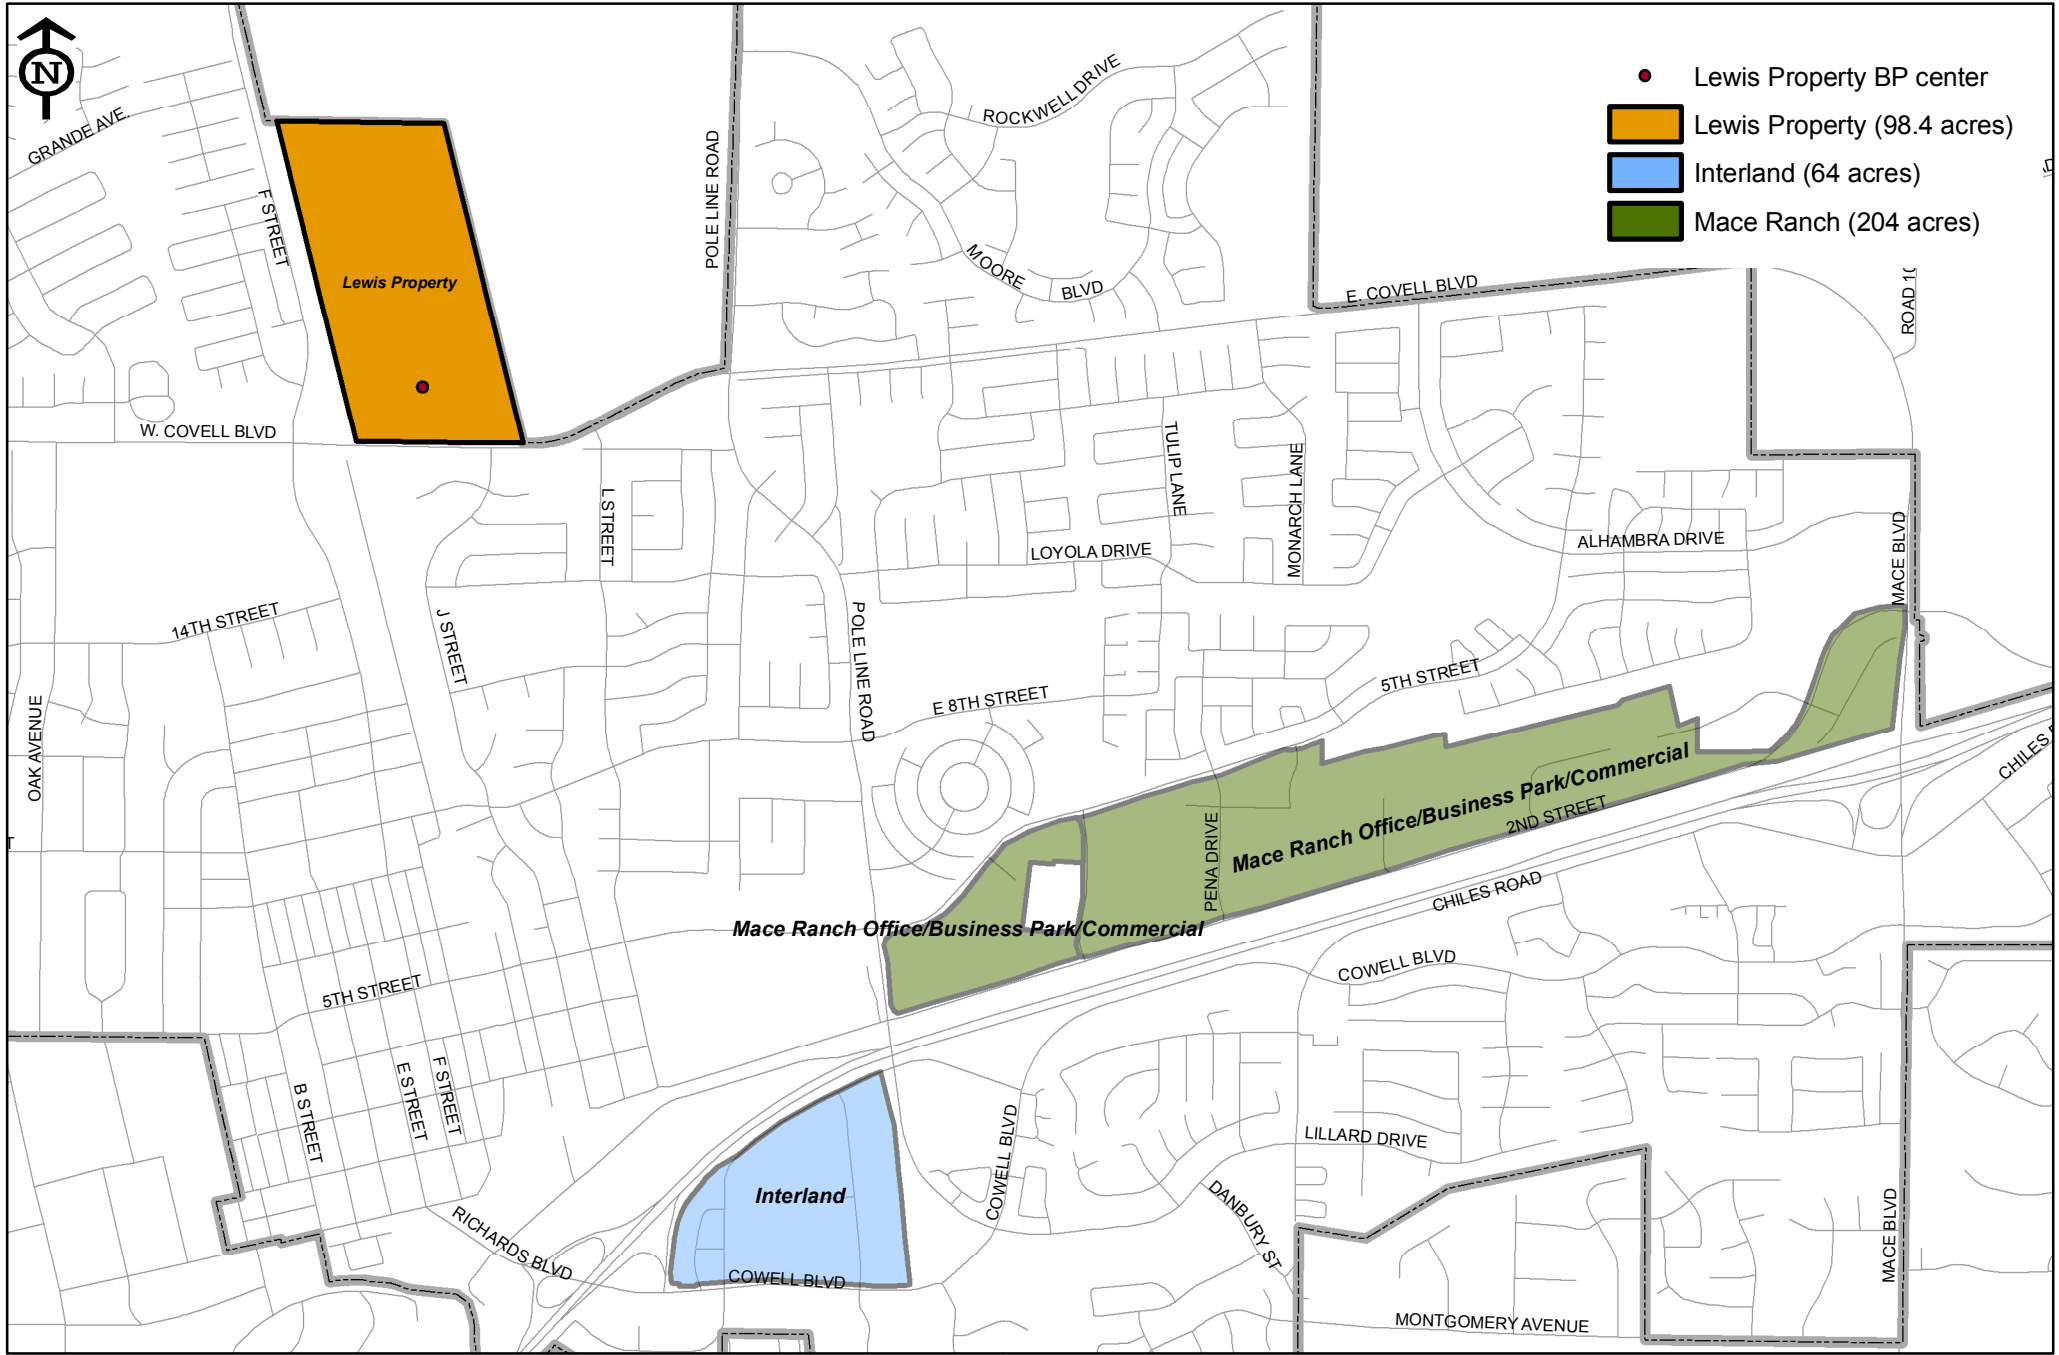 N
Lewis Property BP center
Lewis Property (98.4 acres)
Interland (64 acres)
Mace Ranch (204 acres)
GRANDE AVE.
ROCKWELL DRIVE
POLE LINE ROAD
F STREET
Lewis Property
MOORE
BLVD
E. COVELL BLVD
ROAD 10
W. COVELL BLVD
TULIP LANE
MONARCH LANE
L STREET
LOYOLA DRIVE
ALHAMBRA DRIVE
MACE BLVD
14TH STREET
J STREET
POLE LINE ROAD
5TH STREET
E 8TH STREET
OAK AVENUE
CHILES
Mace Ranch Office/Business Park/Commercial
2ND STREET
PENA DRIVE
T
CHILES ROAD
Mace Ranch Office/Business Park/Commercial
COWELL BLVD
5TH STREET
B STREET
E STREET
F STREET
COWELL BLVD
LILLARD DRIVE
Interland
DANBURY ST
RICHARDS BLVD
COWELL BLVD
MACE BLVD
MONTGOMERY AVENUE